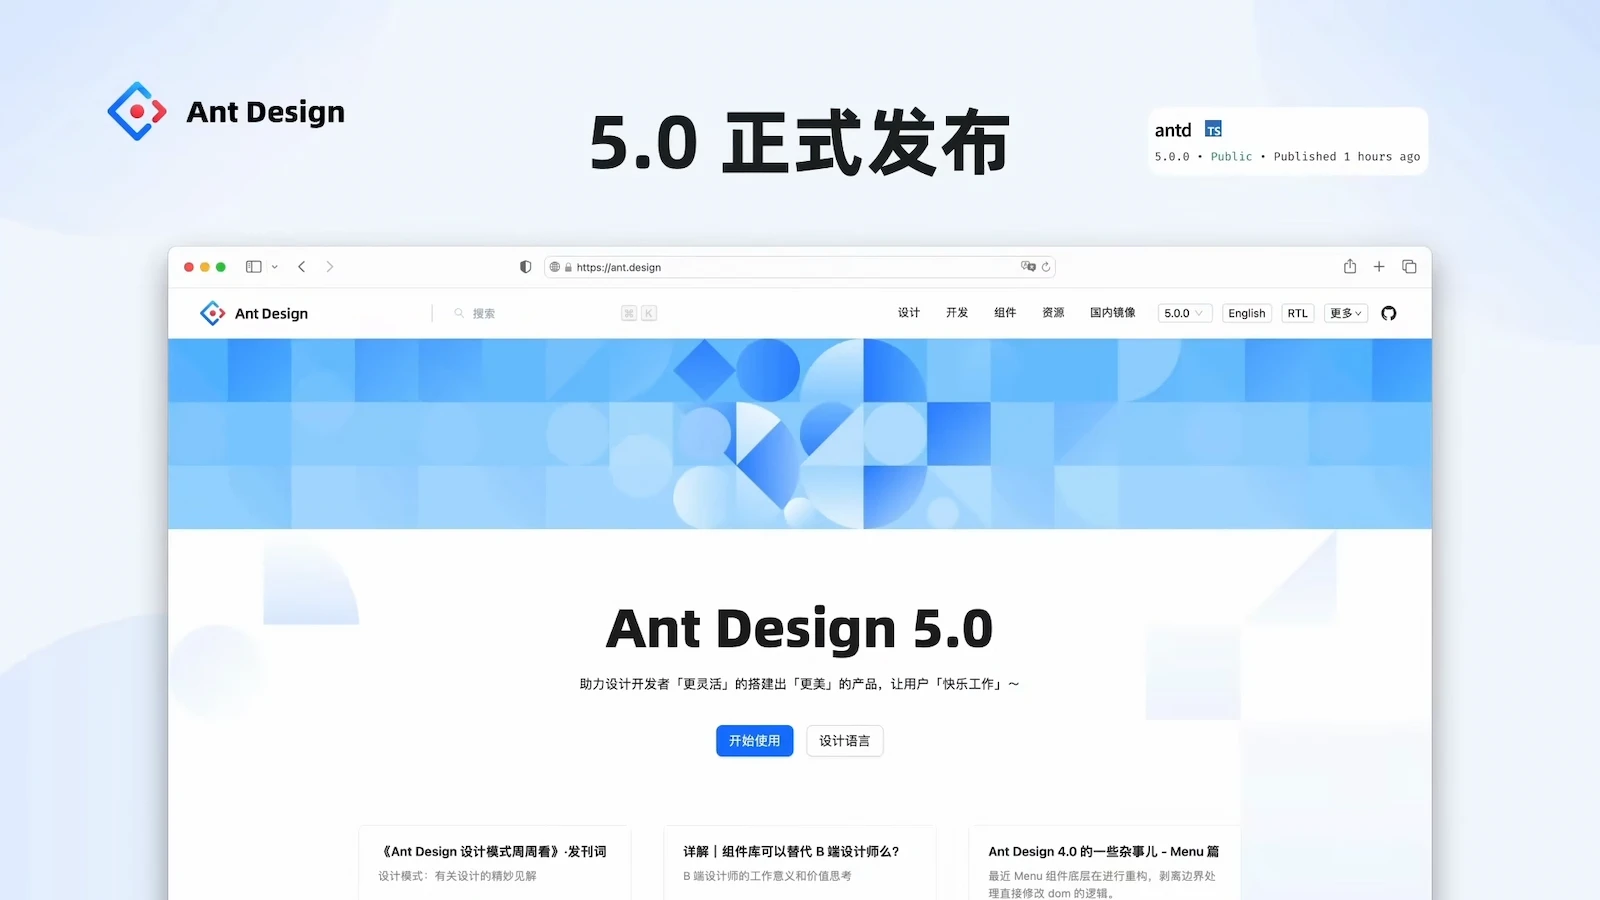 Ant Design
5.0 正式发布
antd TS
5.0.0 • Public • Published 1 hours ago
https://ant.design
Ant Design
搜索
⌘ K
设计 开发 组件 资源 国内镜像 5.0.0 English RTL 更多
Ant Design 5.0
助力设计开发者「更灵活」的搭建出「更美」的产品，让用户「快乐工作」～
开始使用 设计语言
《Ant Design 设计模式周周看》·发刊词
设计模式：有关设计的精妙见解
详解｜组件库可以替代 B 端设计师么?
B 端设计师的工作意义和价值思考
Ant Design 4.0 的一些杂事儿 - Menu 篇
最近 Menu 组件底层在进行重构，剥离边界处
理直接修改 dom 的逻辑。